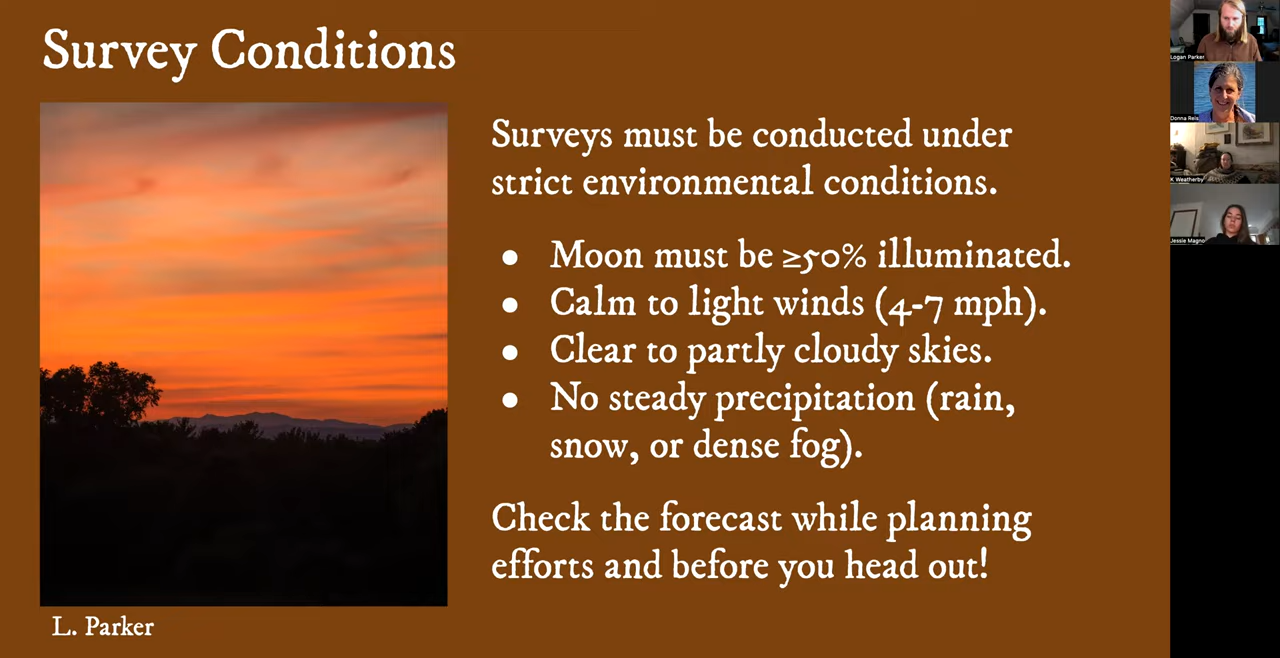 Survey Conditions
Surveys must be conducted under
strict environmental conditions.
● Moon must be ≥50% illuminated.
● Calm to light winds (4-7 mph).
● Clear to partly cloudy skies.
● No steady precipitation (rain,
snow, or dense fog).
Check the forecast while planning
efforts and before you head out!
L. Parker
Logan Parker
Donna Reis
K Weatherby
Jessie Magno